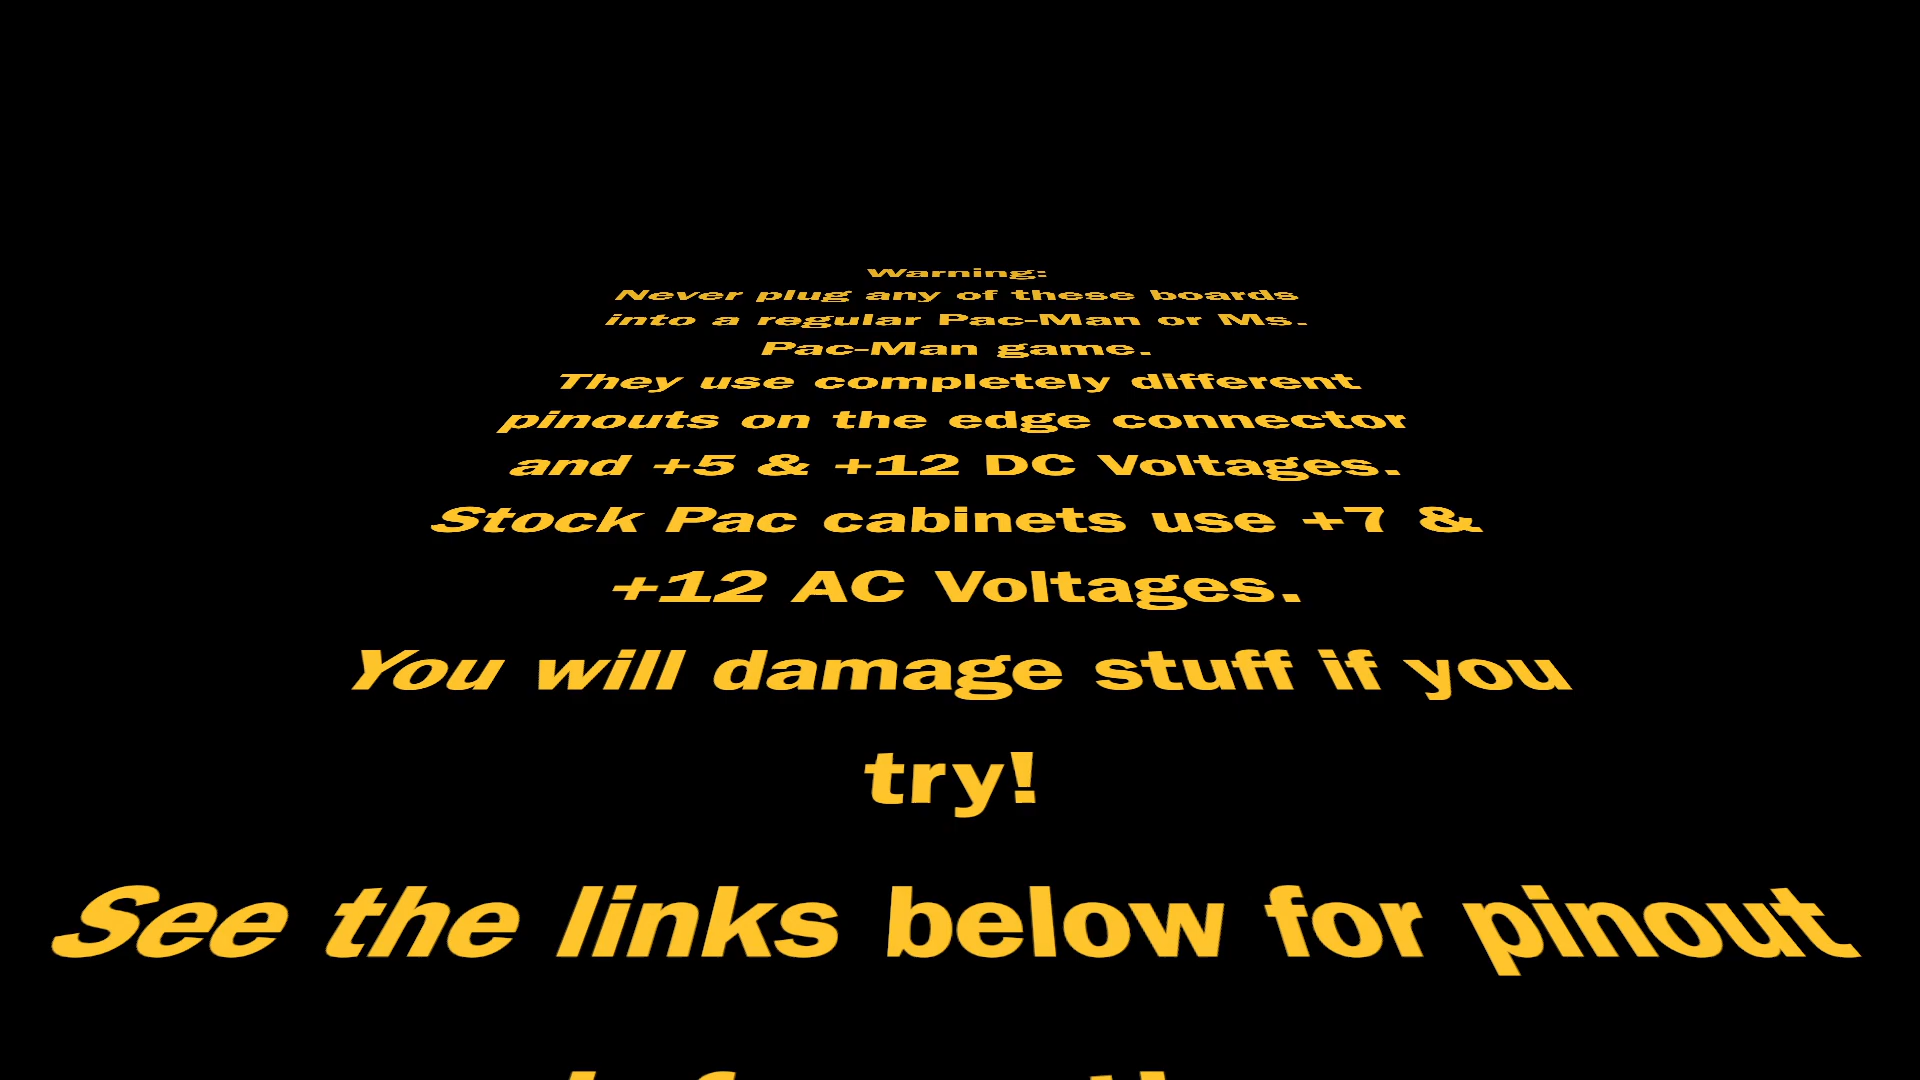 Warning:
Never plug any of these boards
into a regular Pac-Man or Ms.
Pac-Man game.
They use completely different
pinouts on the edge connector
and +5 & +12 DC Voltages.
Stock Pac cabinets use +7 &
+12 AC Voltages.
You will damage stuff if you
try!
See the links below for pinout